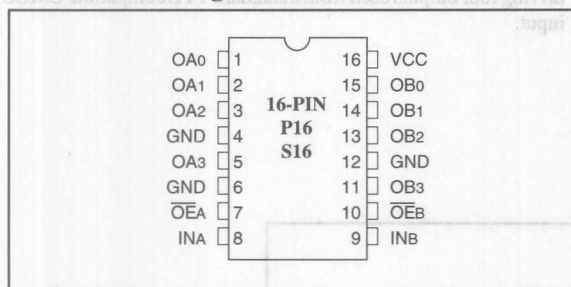 OA0 1 16 VCC
OA1 2 15 OB0
OA2 3 16-PIN 14 OB1
GND 4 P16 13 OB2
OA3 5 S16 12 GND
GND 6 11 OB3
OEA 7 10 OEB
INA 8 9 INB
input.